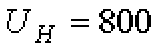 U_H = 800